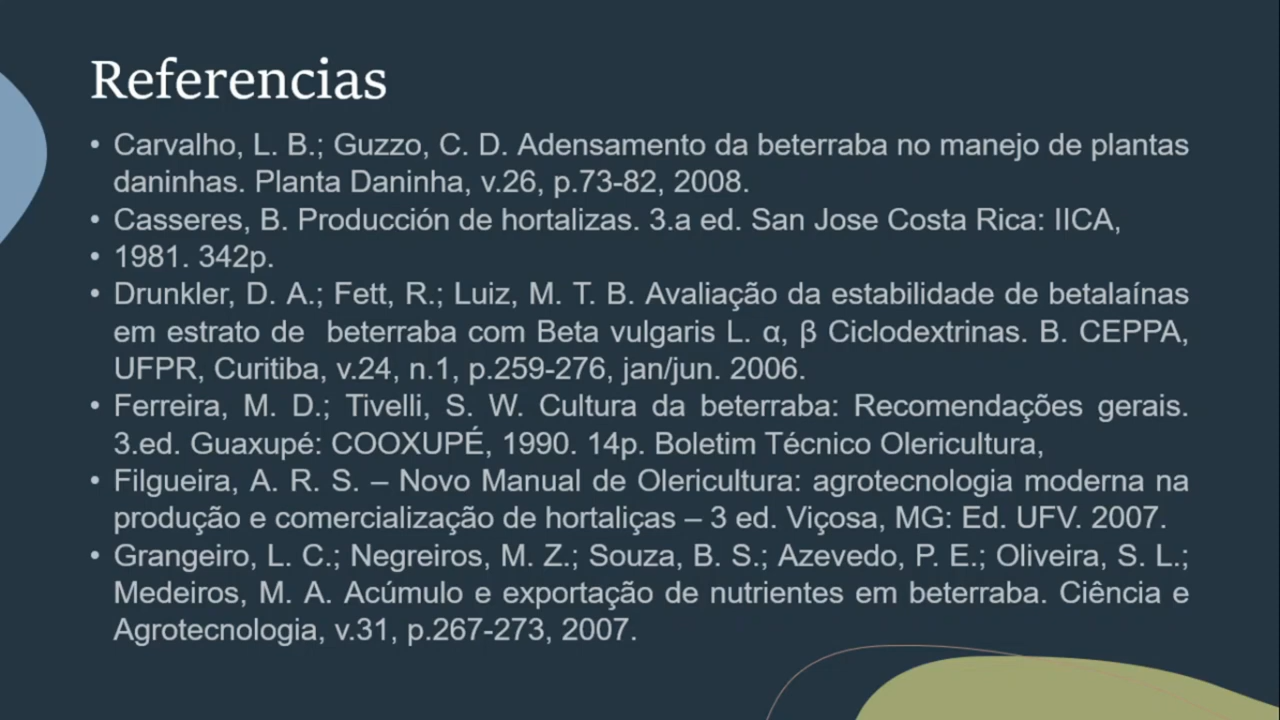 Referencias
• Carvalho, L. B.; Guzzo, C. D. Adensamento da beterraba no manejo de plantas
daninhas. Planta Daninha, v.26, p.73-82, 2008.
• Casseres, B. Producción de hortalizas. 3.a ed. San Jose Costa Rica: IICA,
• 1981. 342p.
• Drunkler, D. A.; Fett, R.; Luiz, M. T. B. Avaliação da estabilidade de betalaínas
em estrato de  beterraba com Beta vulgaris L. α, β Ciclodextrinas. B. CEPPA,
UFPR, Curitiba, v.24, n.1, p.259-276, jan/jun. 2006.
• Ferreira, M. D.; Tivelli, S. W. Cultura da beterraba: Recomendações gerais.
3.ed. Guaxupé: COOXUPÉ, 1990. 14p. Boletim Técnico Olericultura,
• Filgueira, A. R. S. – Novo Manual de Olericultura: agrotecnologia moderna na
produção e comercialização de hortaliças – 3 ed. Viçosa, MG: Ed. UFV. 2007.
• Grangeiro, L. C.; Negreiros, M. Z.; Souza, B. S.; Azevedo, P. E.; Oliveira, S. L.;
Medeiros, M. A. Acúmulo e exportação de nutrientes em beterraba. Ciência e
Agrotecnologia, v.31, p.267-273, 2007.